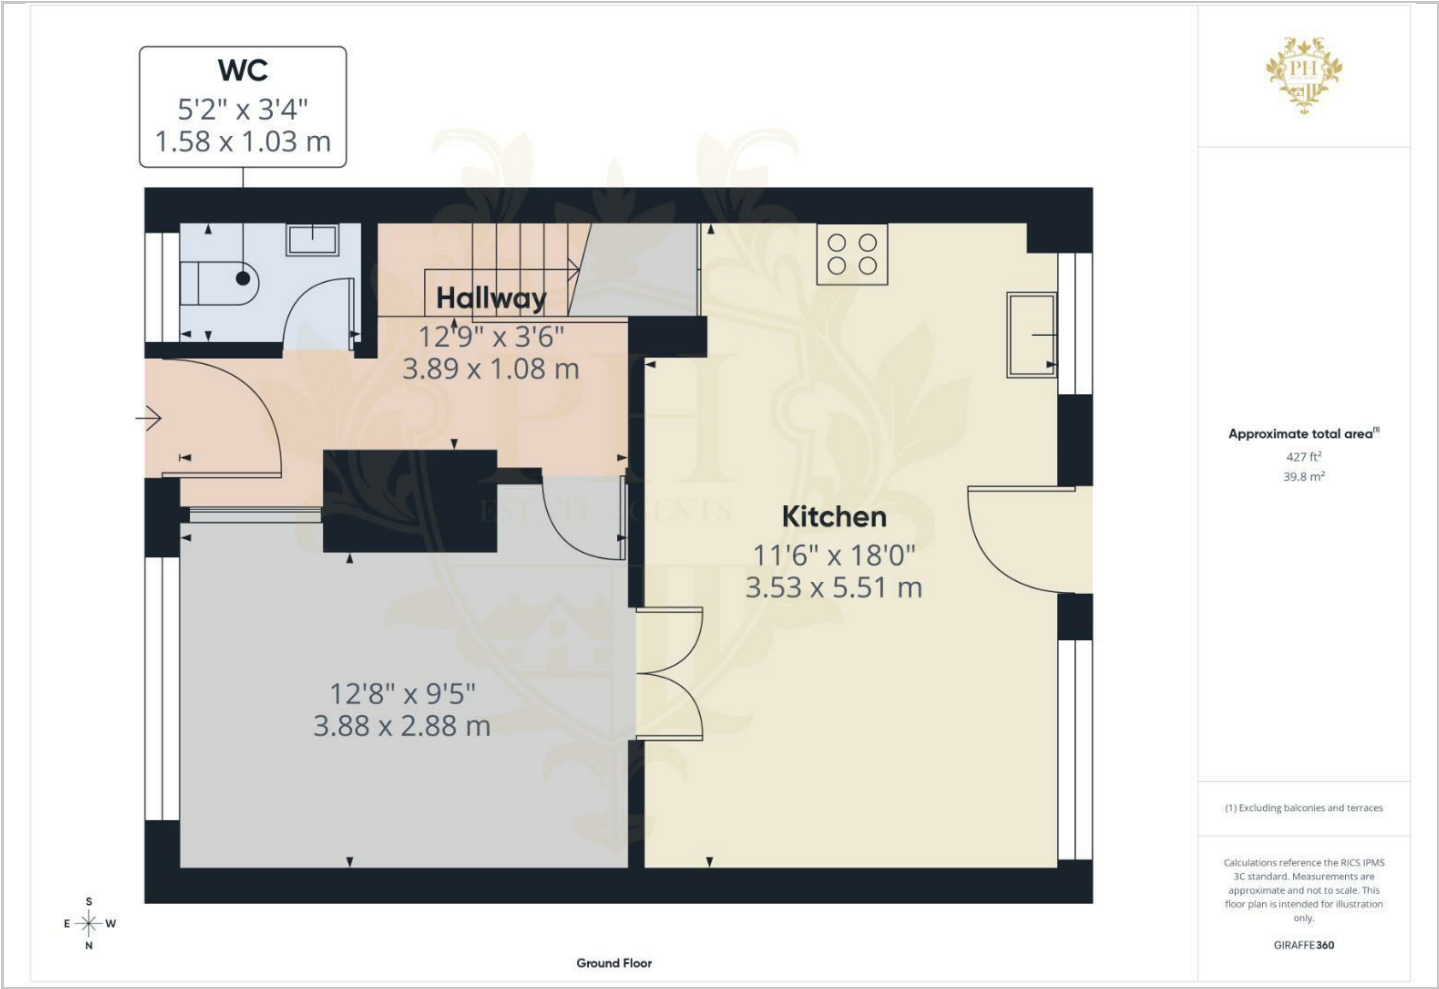 WC
5'2" x 3'4"
1.58 x 1.03 m
PH
Hallway
12'9" x 3'6"
3.89 x 1.08 m
PH
ESTATE AGENTS
Kitchen
11'6" x 18'0"
3.53 x 5.51 m
12'8" x 9'5"
3.88 x 2.88 m
Approximate total area(1)
427 ft²
39.8 m²
(1) Excluding balconies and terraces
Calculations reference the RICS IPMS
3C standard. Measurements are
approximate and not to scale. This
floor plan is intended for illustration
only.
GIRAFFE360
S
E W
N
Ground Floor